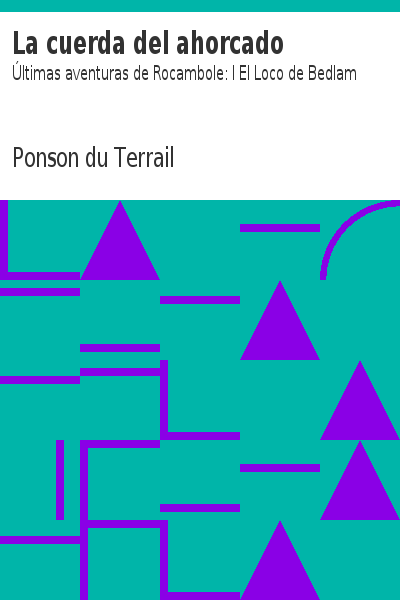 La cuerda del ahorcado
Últimas aventuras de Rocambole: I El Loco de Bedlam
Ponson du Terrail